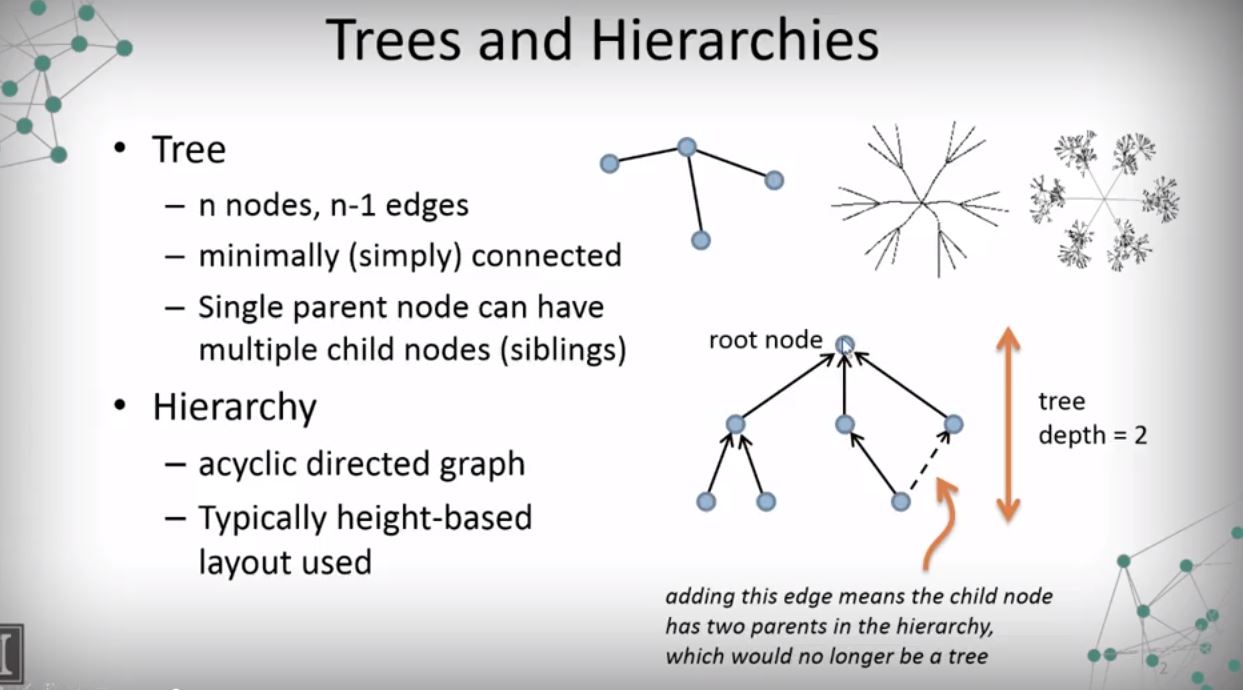 Trees and Hierarchies
• Tree
– n nodes, n-1 edges
– minimally (simply) connected
– Single parent node can have
multiple child nodes (siblings)
• Hierarchy
– acyclic directed graph
– Typically height-based
layout used
root node
tree
depth = 2
adding this edge means the child node
has two parents in the hierarchy,
which would no longer be a tree
I
2